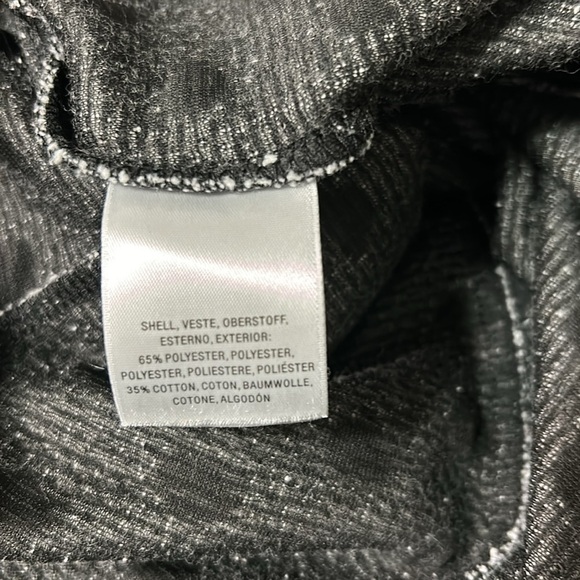 SHELL, VESTE, OBERSTOFF,
ESTERNO, EXTERIOR:
65% POLYESTER, POLYESTER,
POLYESTER, POLIESTERE, POLIÉSTER
35% COTTON, COTON, BAUMWOLLE,
COTONE, ALGODÓN